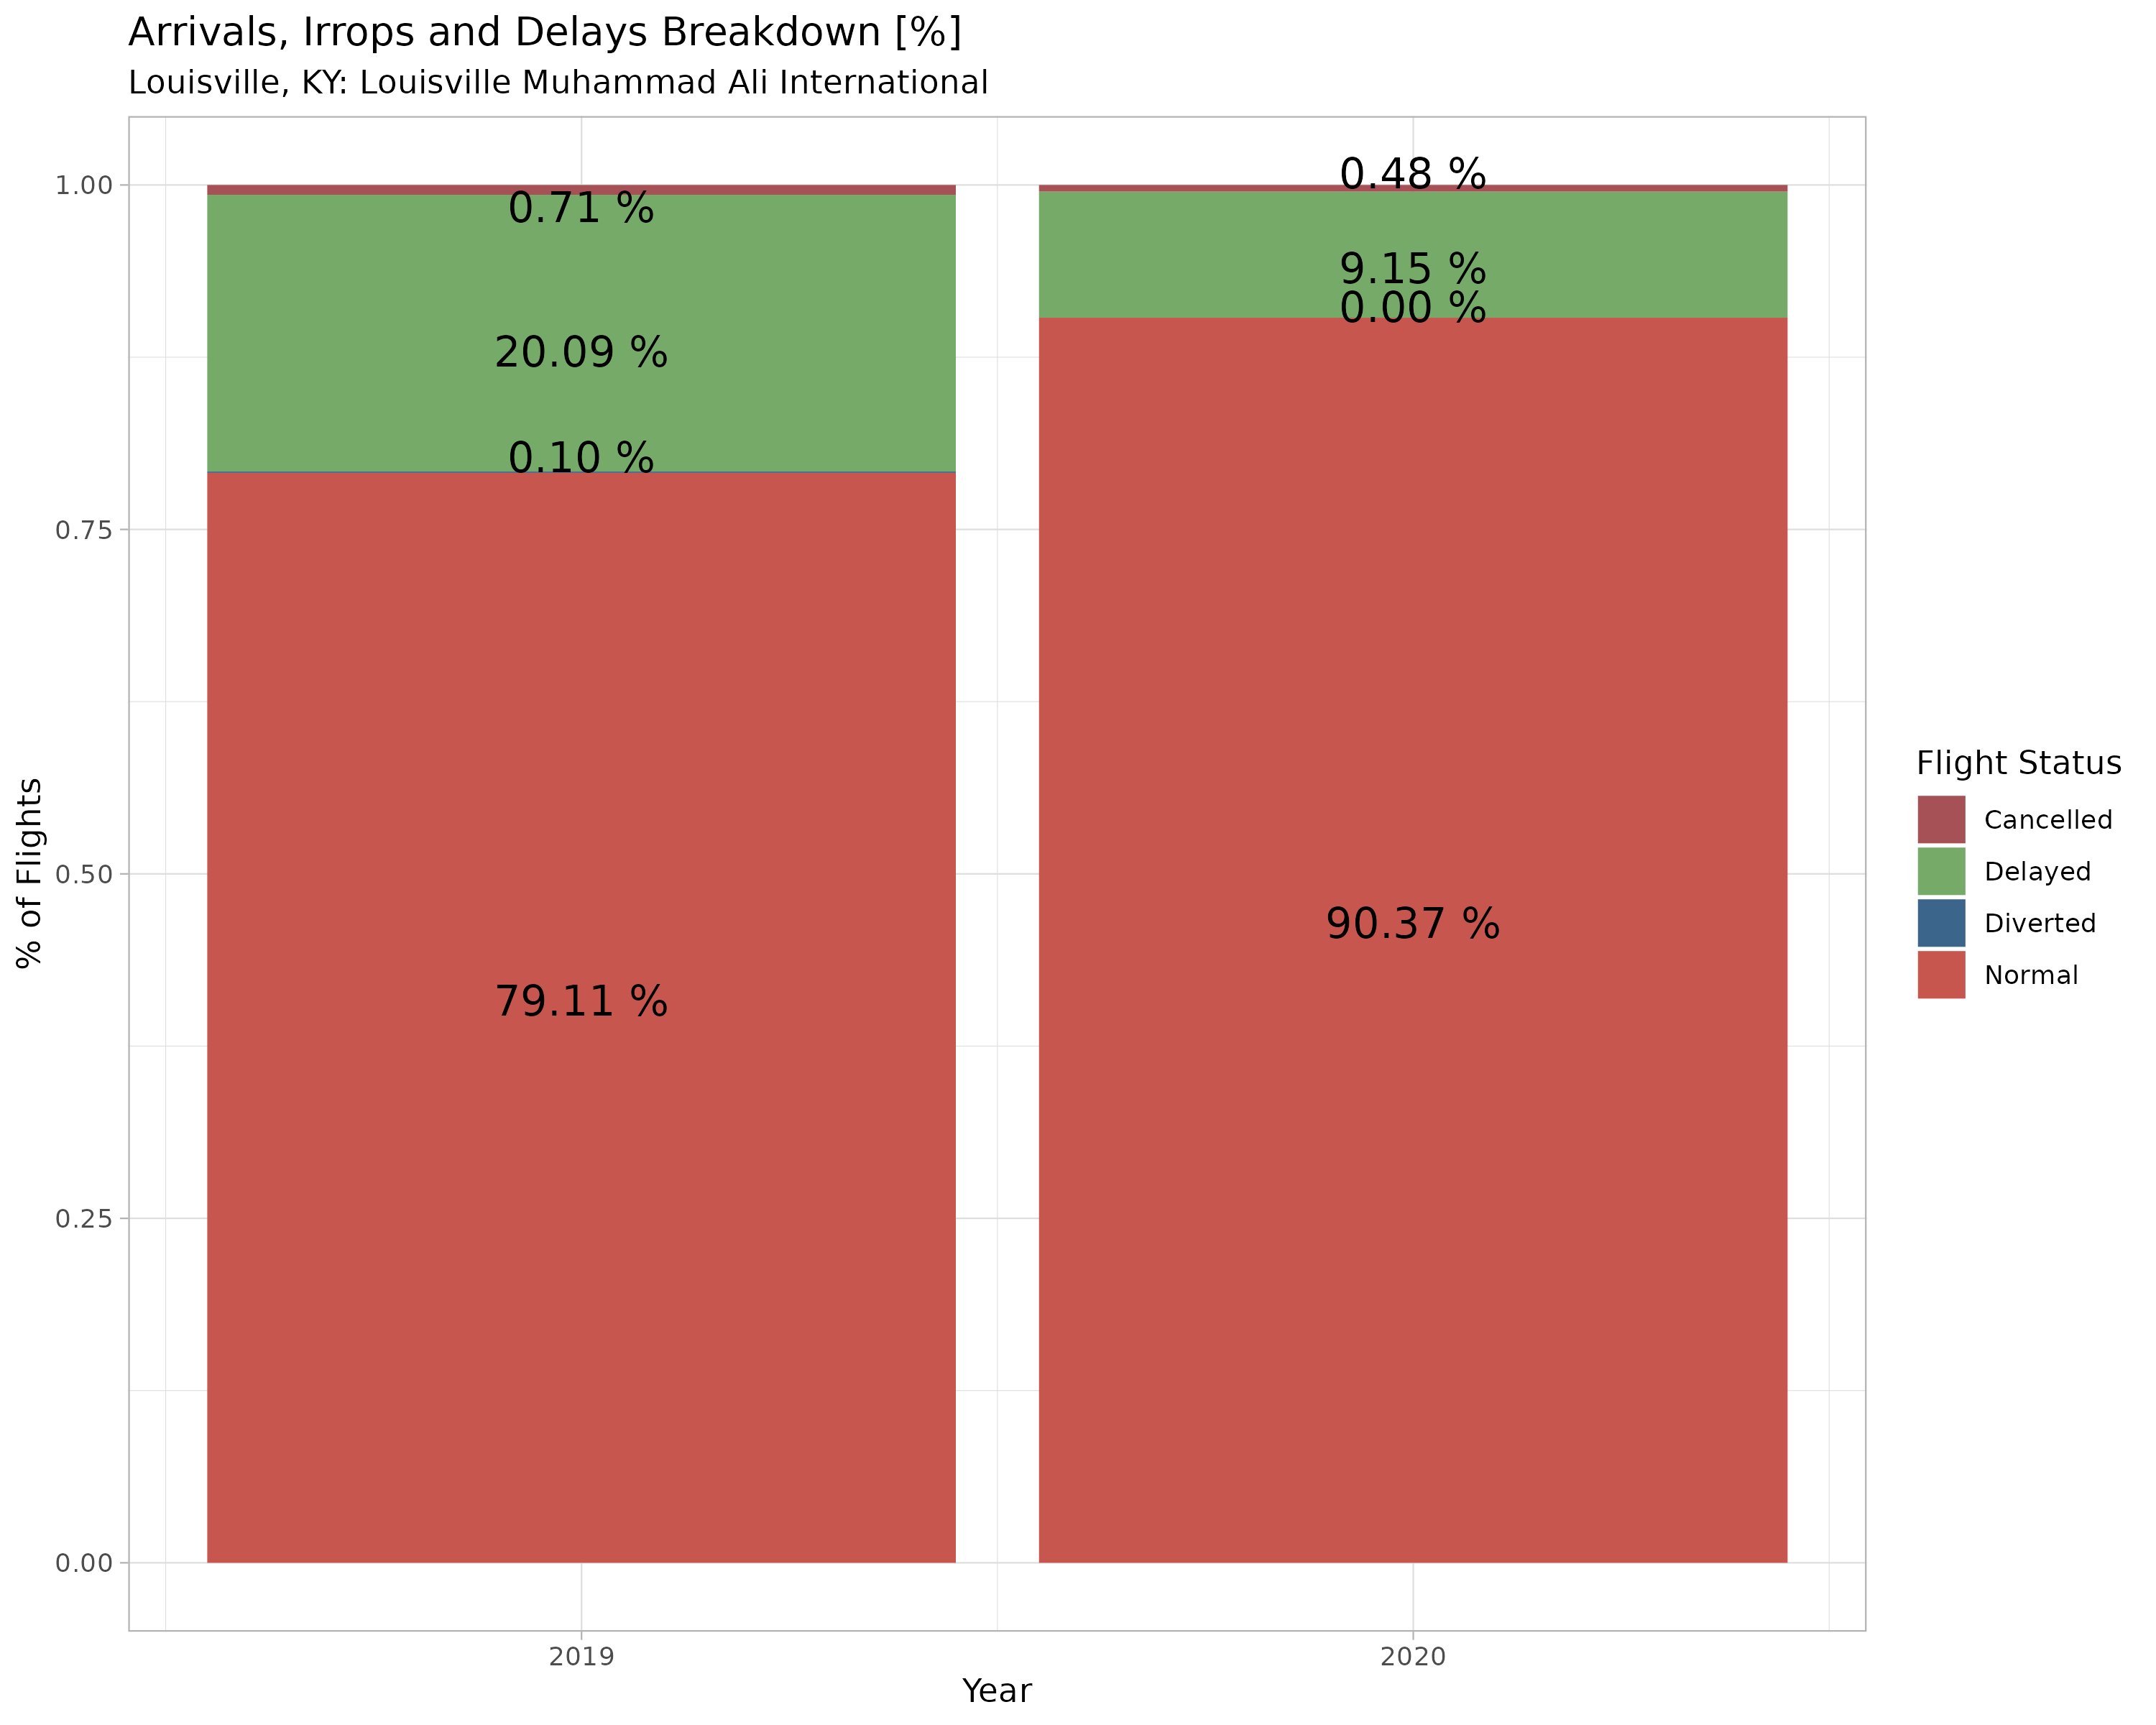 Arrivals, Irrops and Delays Breakdown [%]
Louisville, KY: Louisville Muhammad Ali International
1.00
0.75
0.50
0.25
0.00
% of Flights
0.71 %
20.09 %
0.10 %
79.11 %
0.48 %
9.15 %
0.00 %
90.37 %
2019
2020
Year
Flight Status
Cancelled
Delayed
Diverted
Normal